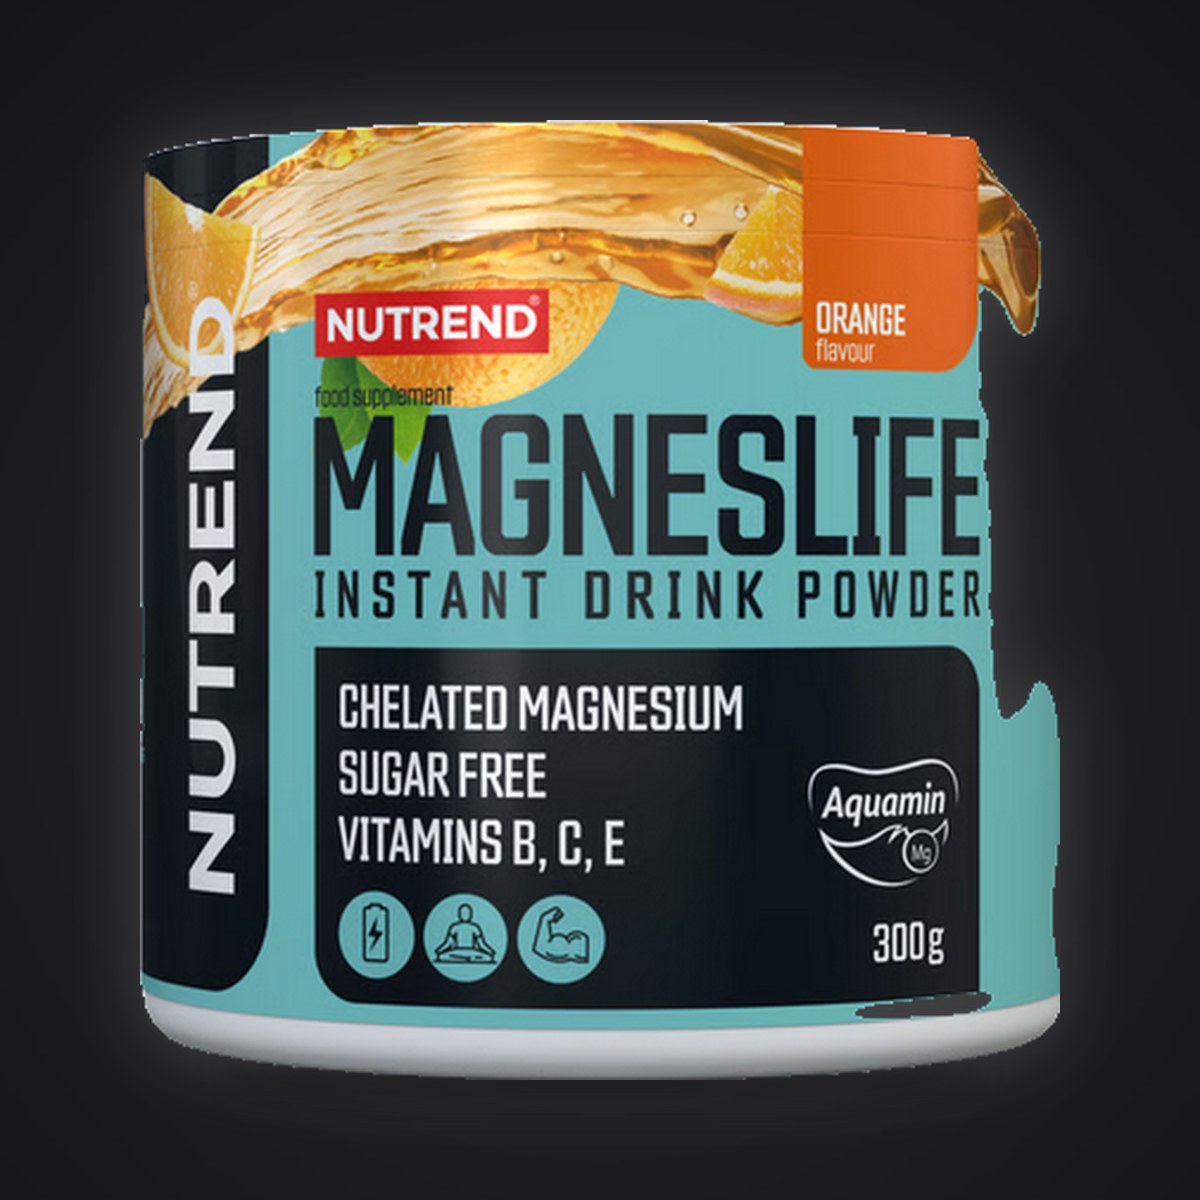 NUTREND®
NUTREND®
ORANGE
flavour
food supplement
MAGNESLIFE
INSTANT DRINK POWDER
CHELATED MAGNESIUM
SUGAR FREE
VITAMINS B, C, E
Aquamin
Mg
300g